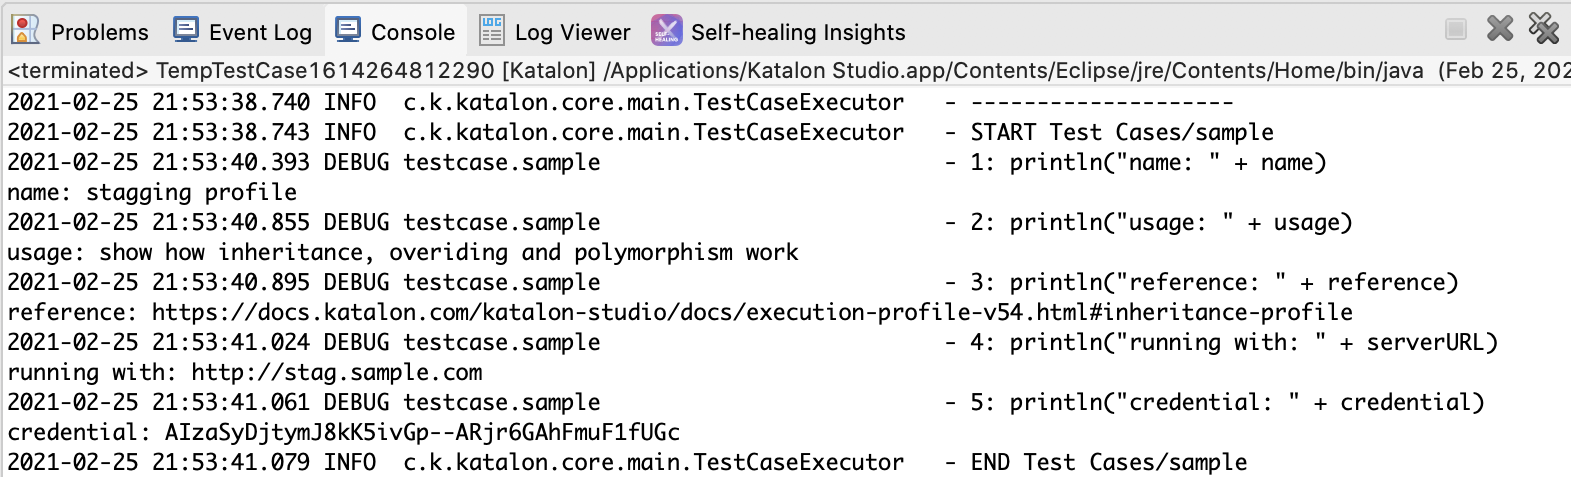 Problems Event Log Console Log Viewer Self-healing Insights
<terminated> TempTestCase1614264812290 [Katalon] /Applications/Katalon Studio.app/Contents/Eclipse/jre/Contents/Home/bin/java (Feb 25, 202
2021-02-25 21:53:38.740 INFO  c.k.katalon.core.main.TestCaseExecutor   - --------------------
2021-02-25 21:53:38.743 INFO  c.k.katalon.core.main.TestCaseExecutor   - START Test Cases/sample
2021-02-25 21:53:40.393 DEBUG testcase.sample                          - 1: println("name: " + name)
name: stagging profile
2021-02-25 21:53:40.855 DEBUG testcase.sample                          - 2: println("usage: " + usage)
usage: show how inheritance, overiding and polymorphism work
2021-02-25 21:53:40.895 DEBUG testcase.sample                          - 3: println("reference: " + reference)
reference: https://docs.katalon.com/katalon-studio/docs/execution-profile-v54.html#inheritance-profile
2021-02-25 21:53:41.024 DEBUG testcase.sample                          - 4: println("running with: " + serverURL)
running with: http://stag.sample.com
2021-02-25 21:53:41.061 DEBUG testcase.sample                          - 5: println("credential: " + credential)
credential: AIzaSyDjtymJ8kK5ivGp--ARjr6GAhFmuF1fUGc
2021-02-25 21:53:41.079 INFO  c.k.katalon.core.main.TestCaseExecutor   - END Test Cases/sample